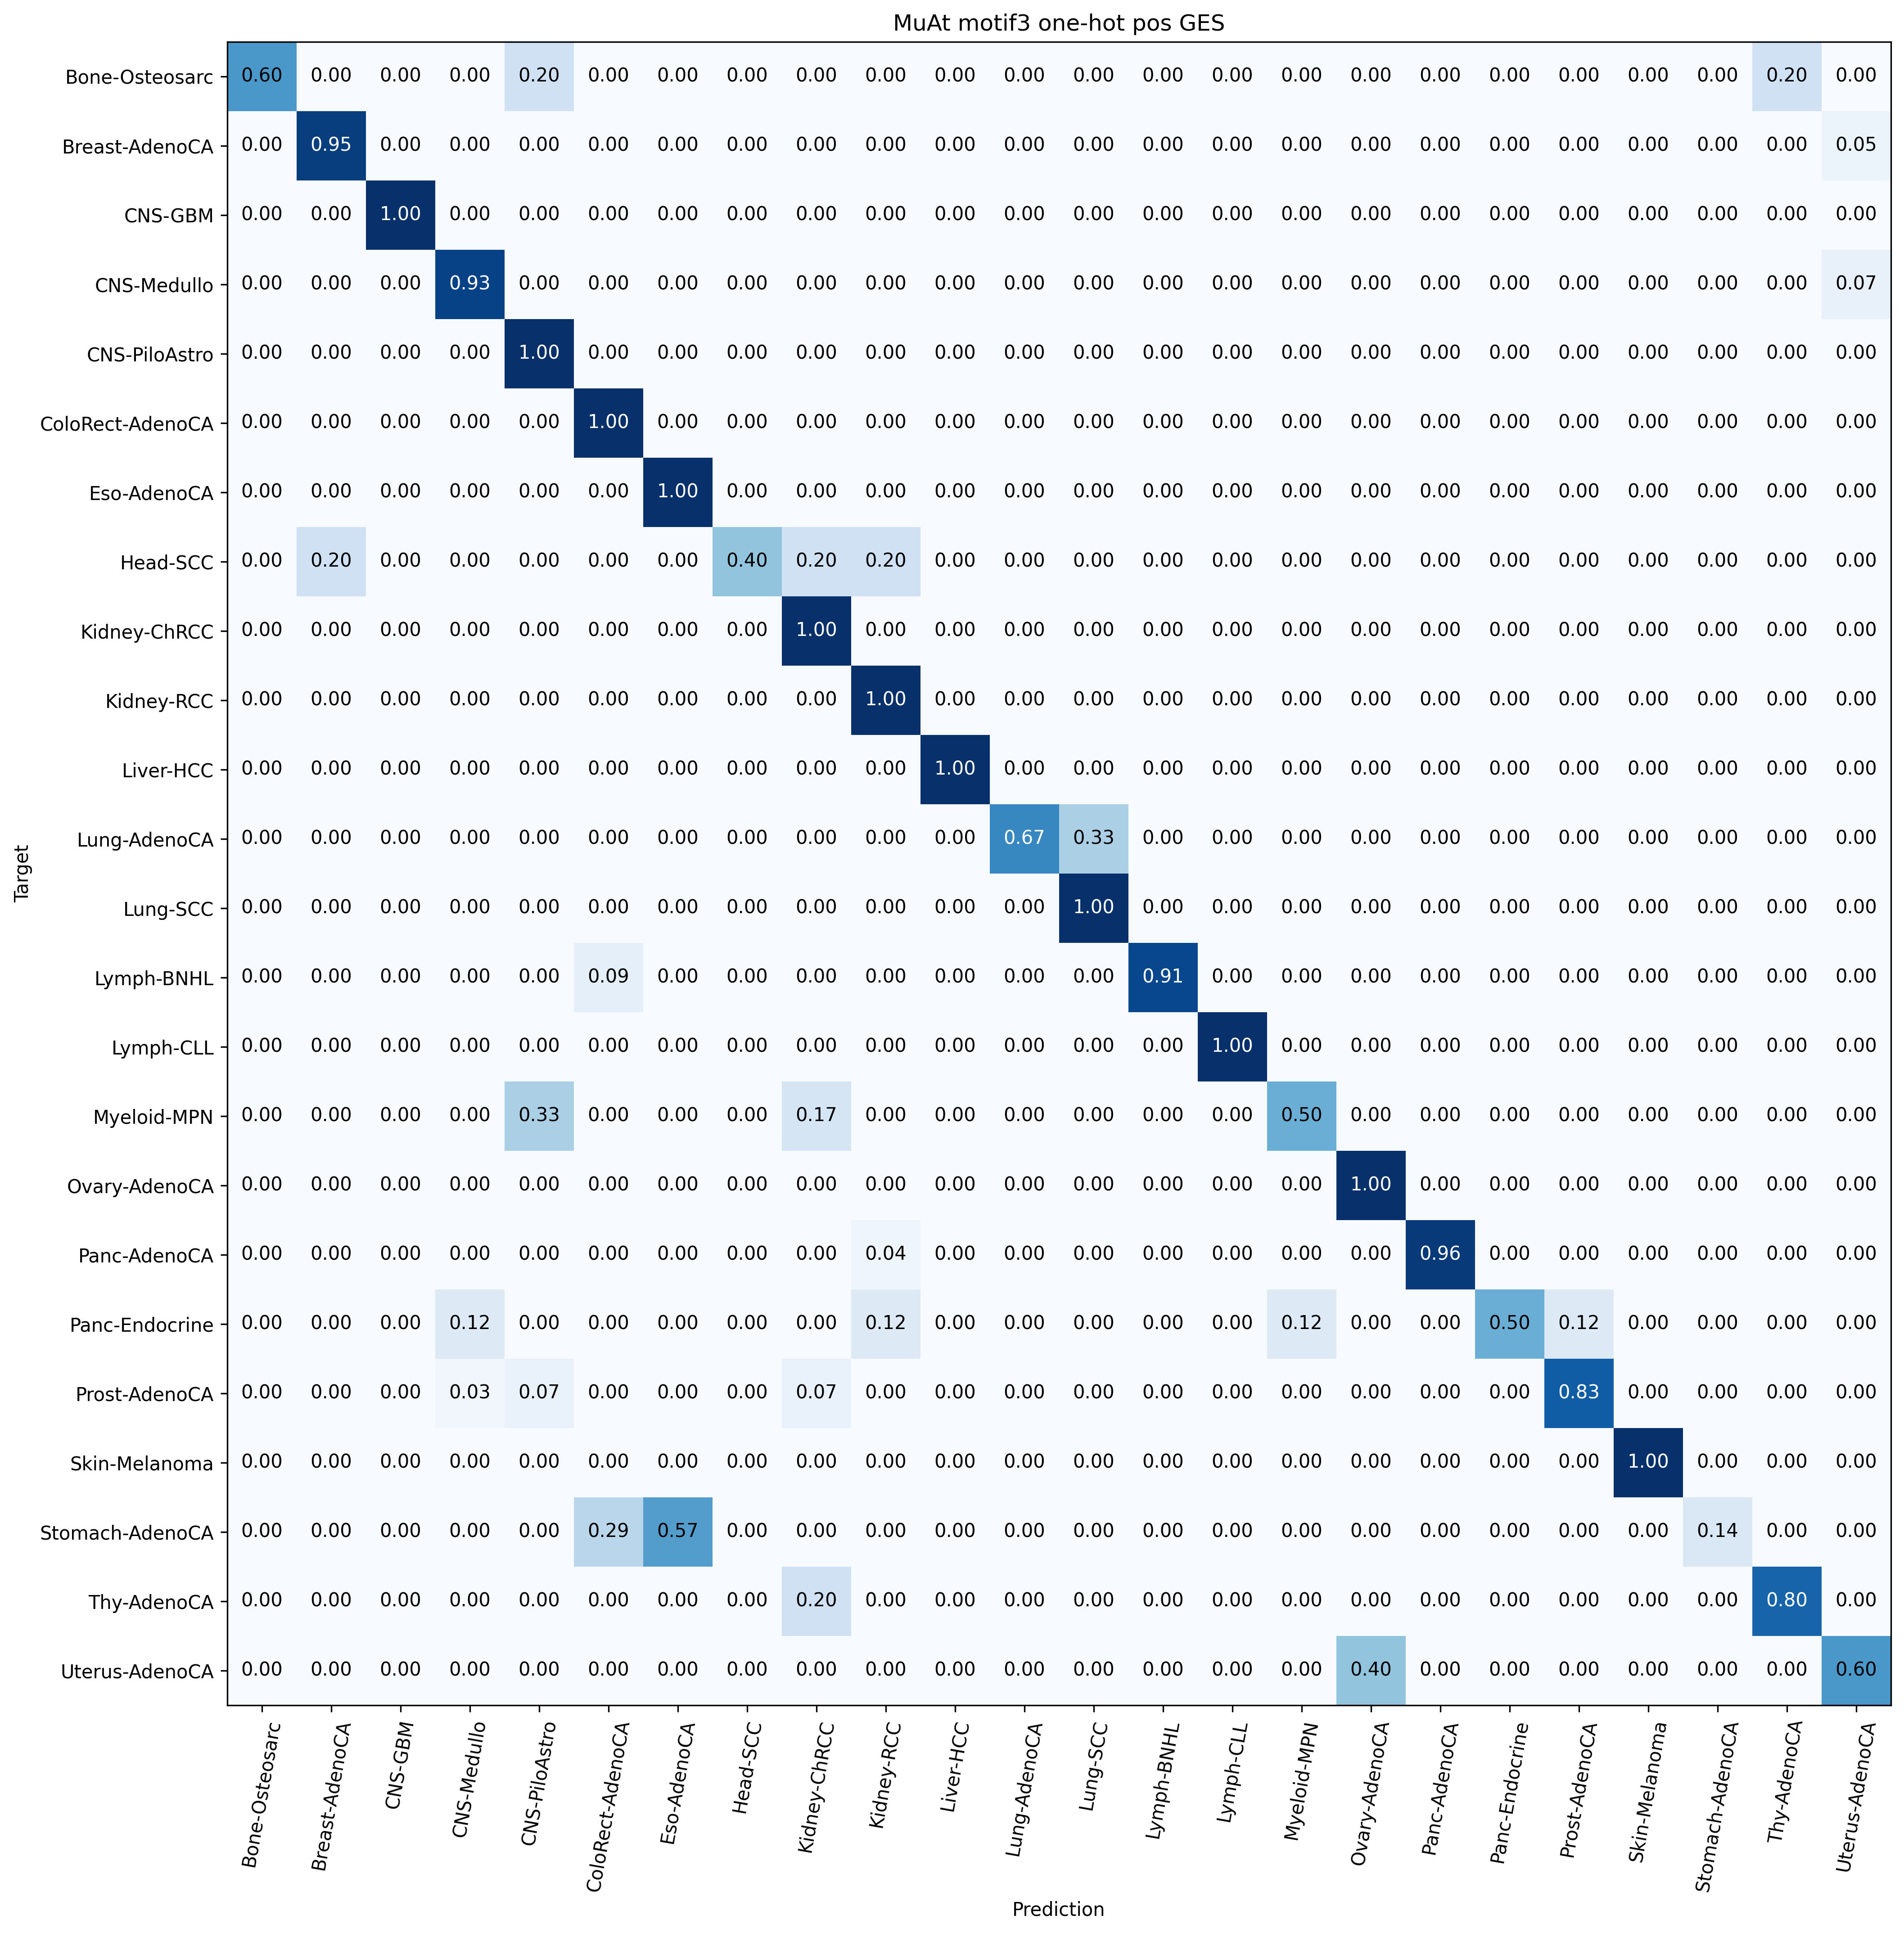 MuAt motif3 one-hot pos GES
Bone-Osteosarc 0.60 0.00 0.00 0.00 0.20 0.00 0.00 0.00 0.00 0.00 0.00 0.00 0.00 0.00 0.00 0.00 0.00 0.00 0.00 0.00 0.00 0.00 0.20 0.00
Breast-AdenoCA 0.00 0.95 0.00 0.00 0.00 0.00 0.00 0.00 0.00 0.00 0.00 0.00 0.00 0.00 0.00 0.00 0.00 0.00 0.00 0.00 0.00 0.00 0.00 0.05
CNS-GBM 0.00 0.00 1.00 0.00 0.00 0.00 0.00 0.00 0.00 0.00 0.00 0.00 0.00 0.00 0.00 0.00 0.00 0.00 0.00 0.00 0.00 0.00 0.00 0.00
CNS-Medullo 0.00 0.00 0.00 0.93 0.00 0.00 0.00 0.00 0.00 0.00 0.00 0.00 0.00 0.00 0.00 0.00 0.00 0.00 0.00 0.00 0.00 0.00 0.00 0.07
CNS-PiloAstro 0.00 0.00 0.00 0.00 1.00 0.00 0.00 0.00 0.00 0.00 0.00 0.00 0.00 0.00 0.00 0.00 0.00 0.00 0.00 0.00 0.00 0.00 0.00 0.00
ColoRect-AdenoCA 0.00 0.00 0.00 0.00 0.00 1.00 0.00 0.00 0.00 0.00 0.00 0.00 0.00 0.00 0.00 0.00 0.00 0.00 0.00 0.00 0.00 0.00 0.00 0.00
Eso-AdenoCA 0.00 0.00 0.00 0.00 0.00 0.00 1.00 0.00 0.00 0.00 0.00 0.00 0.00 0.00 0.00 0.00 0.00 0.00 0.00 0.00 0.00 0.00 0.00 0.00
Head-SCC 0.00 0.20 0.00 0.00 0.00 0.00 0.00 0.40 0.20 0.20 0.00 0.00 0.00 0.00 0.00 0.00 0.00 0.00 0.00 0.00 0.00 0.00 0.00 0.00
Kidney-ChRCC 0.00 0.00 0.00 0.00 0.00 0.00 0.00 0.00 1.00 0.00 0.00 0.00 0.00 0.00 0.00 0.00 0.00 0.00 0.00 0.00 0.00 0.00 0.00 0.00
Kidney-RCC 0.00 0.00 0.00 0.00 0.00 0.00 0.00 0.00 0.00 1.00 0.00 0.00 0.00 0.00 0.00 0.00 0.00 0.00 0.00 0.00 0.00 0.00 0.00 0.00
Liver-HCC 0.00 0.00 0.00 0.00 0.00 0.00 0.00 0.00 0.00 0.00 1.00 0.00 0.00 0.00 0.00 0.00 0.00 0.00 0.00 0.00 0.00 0.00 0.00 0.00
Lung-AdenoCA 0.00 0.00 0.00 0.00 0.00 0.00 0.00 0.00 0.00 0.00 0.00 0.67 0.33 0.00 0.00 0.00 0.00 0.00 0.00 0.00 0.00 0.00 0.00 0.00
Lung-SCC 0.00 0.00 0.00 0.00 0.00 0.00 0.00 0.00 0.00 0.00 0.00 0.00 1.00 0.00 0.00 0.00 0.00 0.00 0.00 0.00 0.00 0.00 0.00 0.00
Lymph-BNHL 0.00 0.00 0.00 0.00 0.00 0.09 0.00 0.00 0.00 0.00 0.00 0.00 0.00 0.91 0.00 0.00 0.00 0.00 0.00 0.00 0.00 0.00 0.00 0.00
Lymph-CLL 0.00 0.00 0.00 0.00 0.00 0.00 0.00 0.00 0.00 0.00 0.00 0.00 0.00 0.00 1.00 0.00 0.00 0.00 0.00 0.00 0.00 0.00 0.00 0.00
Myeloid-MPN 0.00 0.00 0.00 0.00 0.33 0.00 0.00 0.00 0.17 0.00 0.00 0.00 0.00 0.00 0.00 0.50 0.00 0.00 0.00 0.00 0.00 0.00 0.00 0.00
Ovary-AdenoCA 0.00 0.00 0.00 0.00 0.00 0.00 0.00 0.00 0.00 0.00 0.00 0.00 0.00 0.00 0.00 0.00 1.00 0.00 0.00 0.00 0.00 0.00 0.00 0.00
Panc-AdenoCA 0.00 0.00 0.00 0.00 0.00 0.00 0.00 0.00 0.00 0.04 0.00 0.00 0.00 0.00 0.00 0.00 0.00 0.96 0.00 0.00 0.00 0.00 0.00 0.00
Panc-Endocrine 0.00 0.00 0.00 0.12 0.00 0.00 0.00 0.00 0.00 0.12 0.00 0.00 0.00 0.00 0.00 0.12 0.00 0.00 0.50 0.12 0.00 0.00 0.00 0.00
Prost-AdenoCA 0.00 0.00 0.00 0.03 0.07 0.00 0.00 0.00 0.07 0.00 0.00 0.00 0.00 0.00 0.00 0.00 0.00 0.00 0.00 0.83 0.00 0.00 0.00 0.00
Skin-Melanoma 0.00 0.00 0.00 0.00 0.00 0.00 0.00 0.00 0.00 0.00 0.00 0.00 0.00 0.00 0.00 0.00 0.00 0.00 0.00 0.00 1.00 0.00 0.00 0.00
Stomach-AdenoCA 0.00 0.00 0.00 0.00 0.00 0.29 0.57 0.00 0.00 0.00 0.00 0.00 0.00 0.00 0.00 0.00 0.00 0.00 0.00 0.00 0.00 0.14 0.00 0.00
Thy-AdenoCA 0.00 0.00 0.00 0.00 0.00 0.00 0.00 0.00 0.20 0.00 0.00 0.00 0.00 0.00 0.00 0.00 0.00 0.00 0.00 0.00 0.00 0.00 0.80 0.00
Uterus-AdenoCA 0.00 0.00 0.00 0.00 0.00 0.00 0.00 0.00 0.00 0.00 0.00 0.00 0.00 0.00 0.00 0.00 0.40 0.00 0.00 0.00 0.00 0.00 0.00 0.60
Target
Bone-Osteosarc
Breast-AdenoCA
CNS-GBM
CNS-Medullo
CNS-PiloAstro
ColoRect-AdenoCA
Eso-AdenoCA
Head-SCC
Kidney-ChRCC
Kidney-RCC
Liver-HCC
Lung-AdenoCA
Lung-SCC
Lymph-BNHL
Lymph-CLL
Myeloid-MPN
Ovary-AdenoCA
Panc-AdenoCA
Panc-Endocrine
Prost-AdenoCA
Skin-Melanoma
Stomach-AdenoCA
Thy-AdenoCA
Uterus-AdenoCA
Prediction